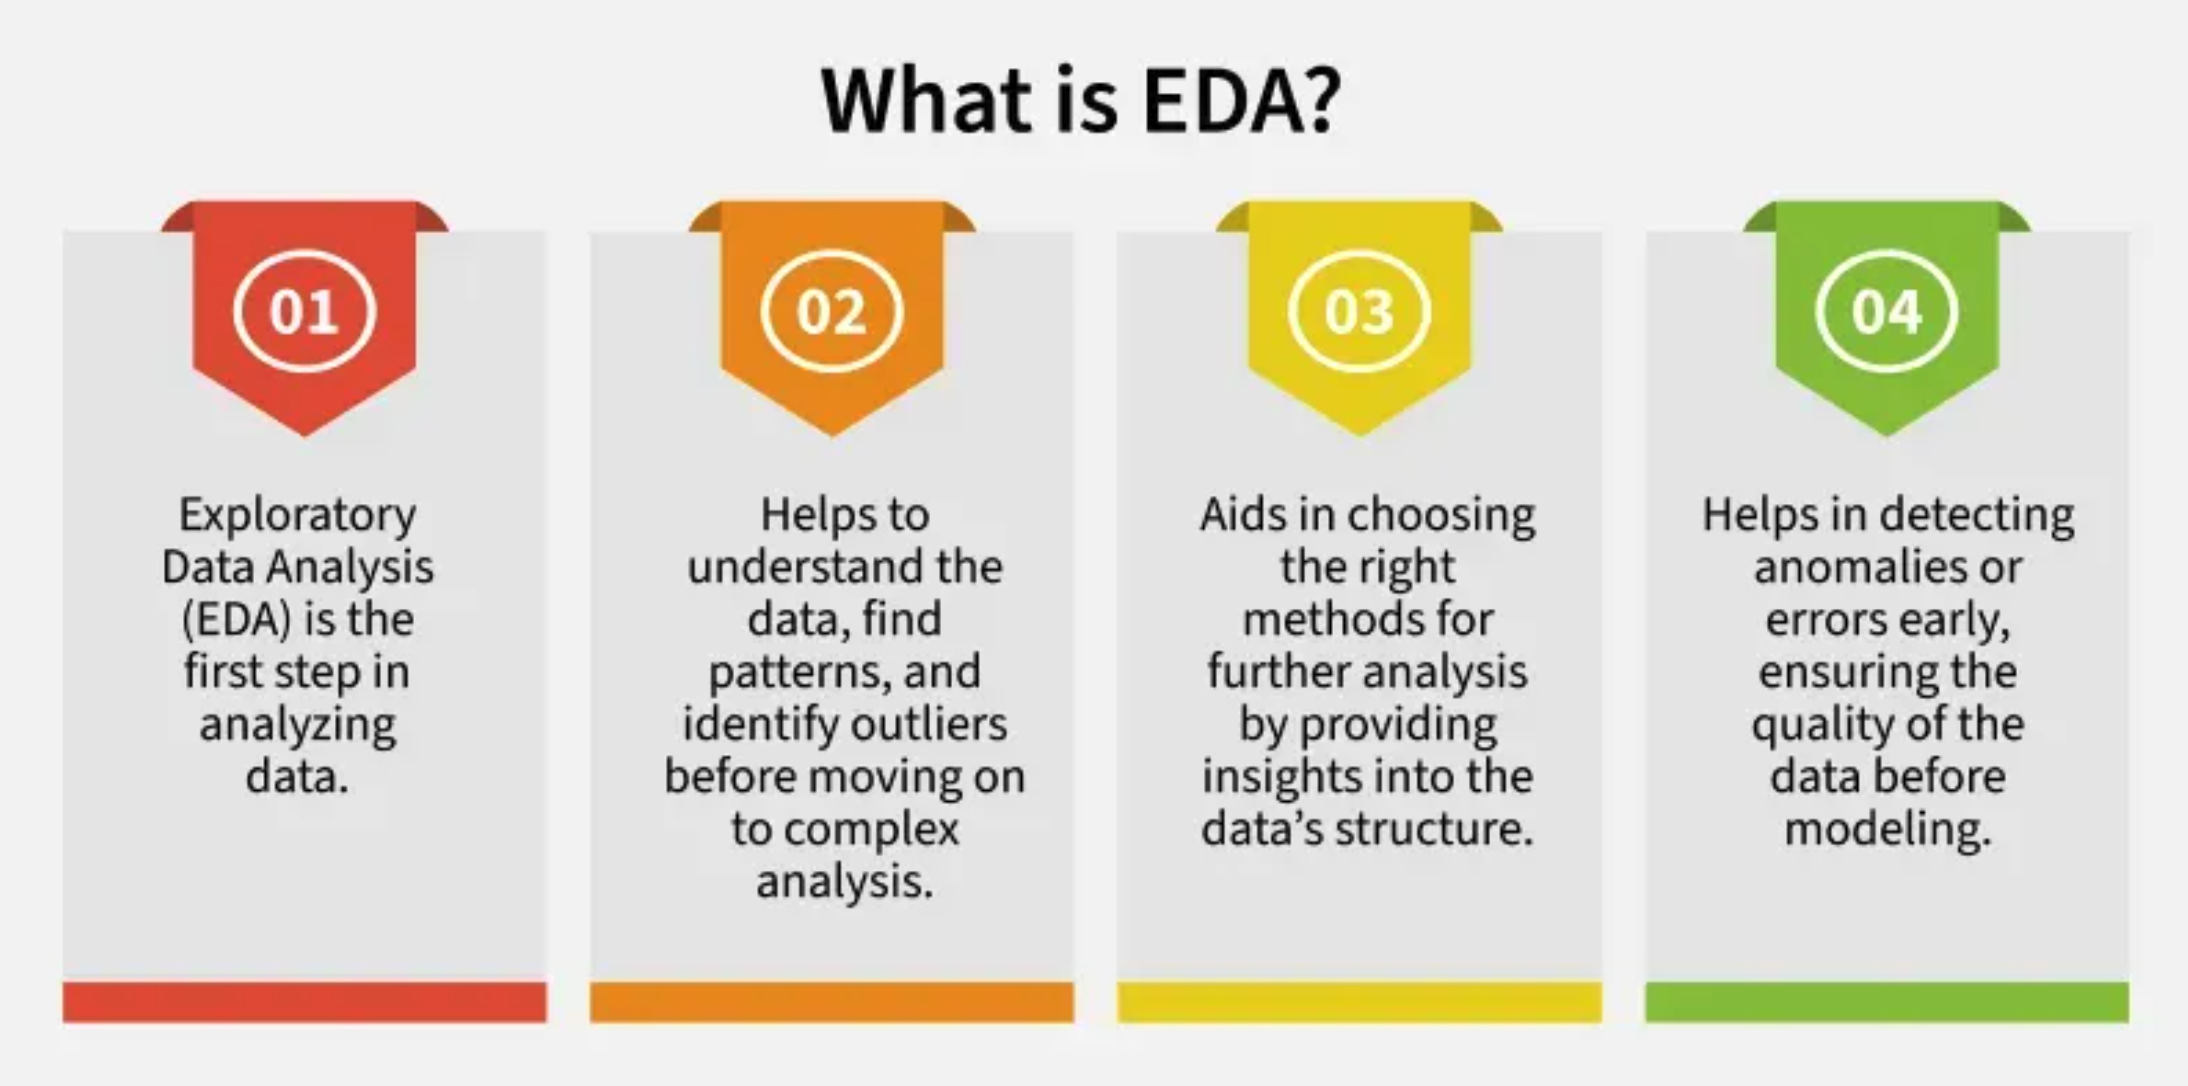 What is EDA?
01
Exploratory
Data Analysis
(EDA) is the
first step in
analyzing
data.
02
Helps to
understand the
data, find
patterns, and
identify outliers
before moving on
to complex
analysis.
03
Aids in choosing
the right
methods for
further analysis
by providing
insights into the
data’s structure.
04
Helps in detecting
anomalies or
errors early,
ensuring the
quality of the
data before
modeling.